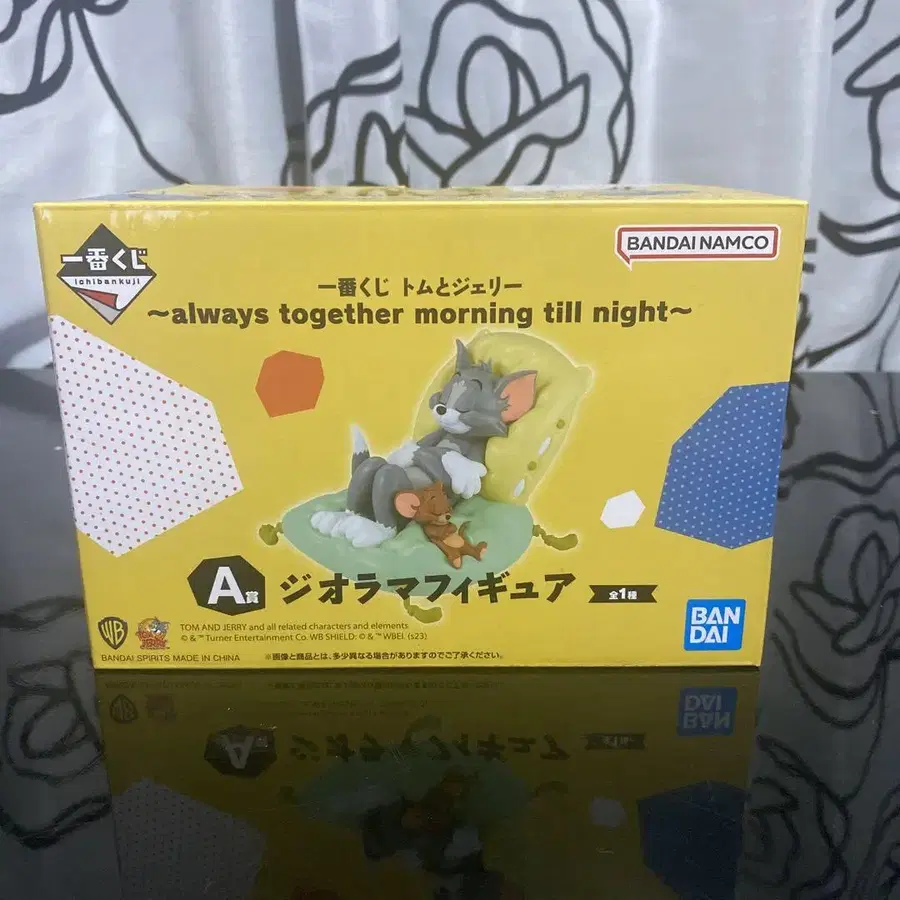 一番くじ
ichibankuji
BANDAI NAMCO
一番くじ トムとジェリー
～always together morning till night～
A賞 ジオラマフィギュア 全1種
WB
TOM AND JERRY and all related characters and elements
© & ™ Turner Entertainment Co. WB SHIELD: © & ™ WBEI. (s23)
BANDAI SPIRITS MADE IN CHINA ※画像と商品とは、多少異なる場合がありますのでご了承ください。
BAN
DAI